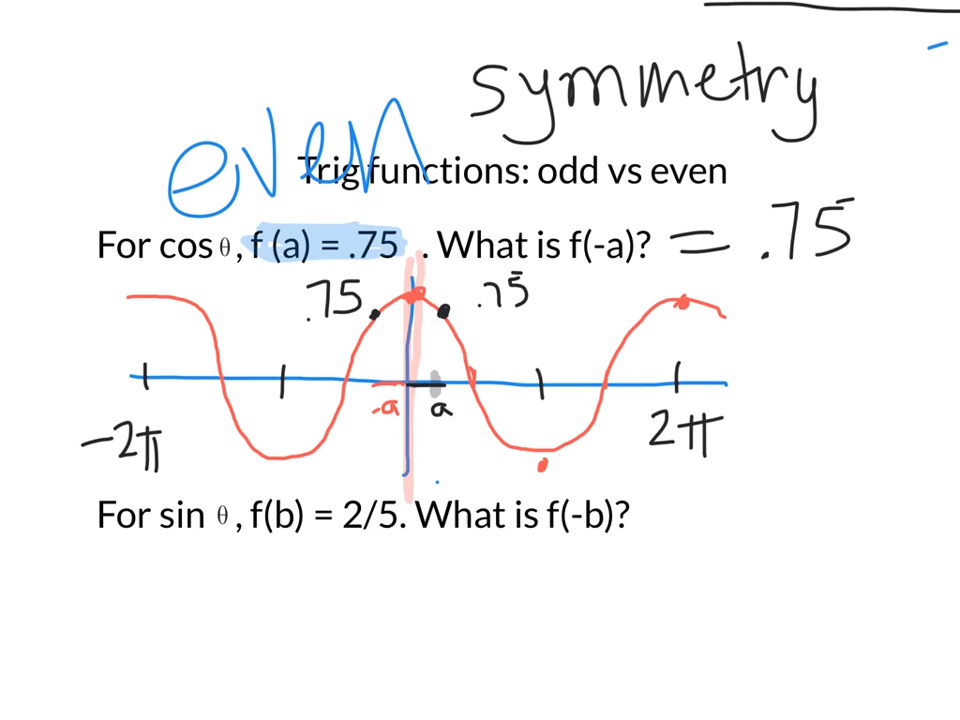 symmetry
even
Trig functions: odd vs even
For cos θ, f (a) = .75 . What is f(-a)? = .75
.75 .75
-a a
-2π 2π
For sin θ, f(b) = 2/5. What is f(-b)?